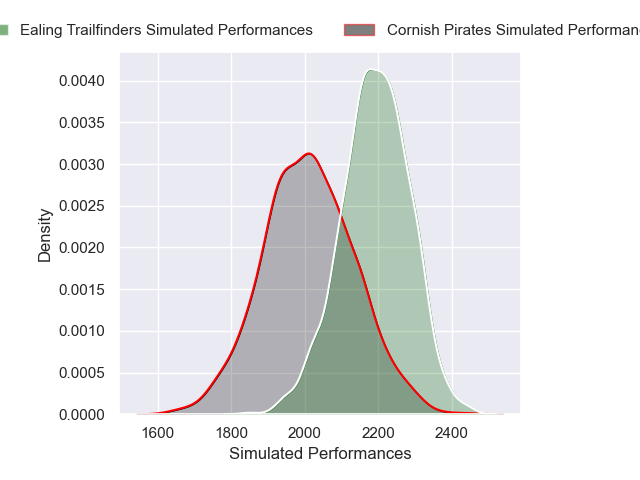 Ealing Trailfinders Simulated Performances
Cornish Pirates Simulated
0.0040
0.0035
0.0030
0.0025
0.0020
0.0015
0.0010
0.0005
0.0000
Density
1600 1800 2000 2200 2400
Simulated Performances